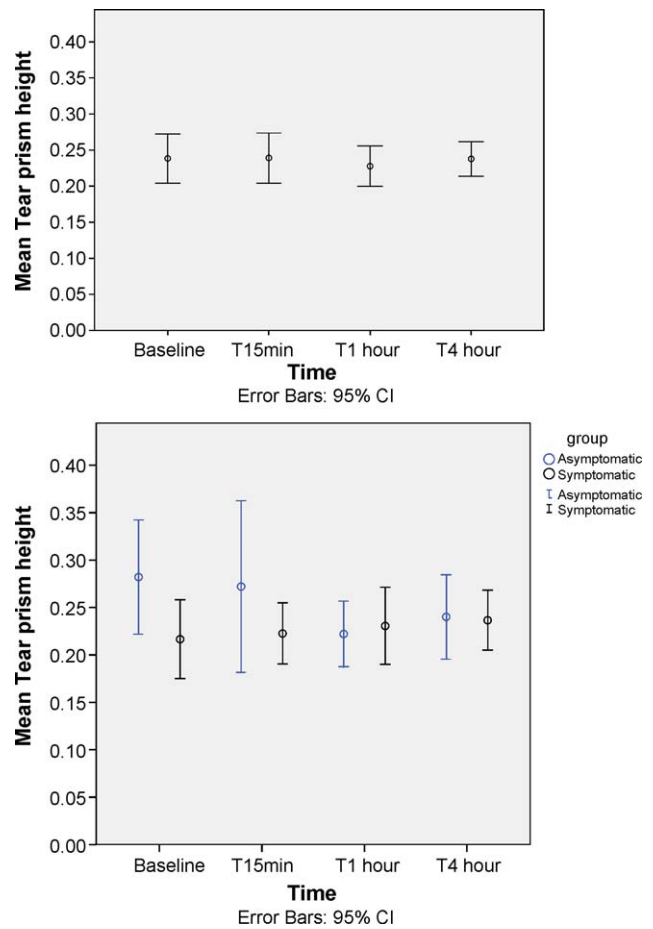 0.40
0.35
0.30
0.25
0.20
0.15
0.10
0.05
0.00
Mean Tear prism height
Baseline T15min T1 hour T4 hour
Time
Error Bars: 95% CI
group
Asymptomatic
Symptomatic
Asymptomatic
Symptomatic
0.40
0.35
0.30
0.25
0.20
0.15
0.10
0.05
0.00
Mean Tear prism height
Baseline T15min T1 hour T4 hour
Time
Error Bars: 95% CI